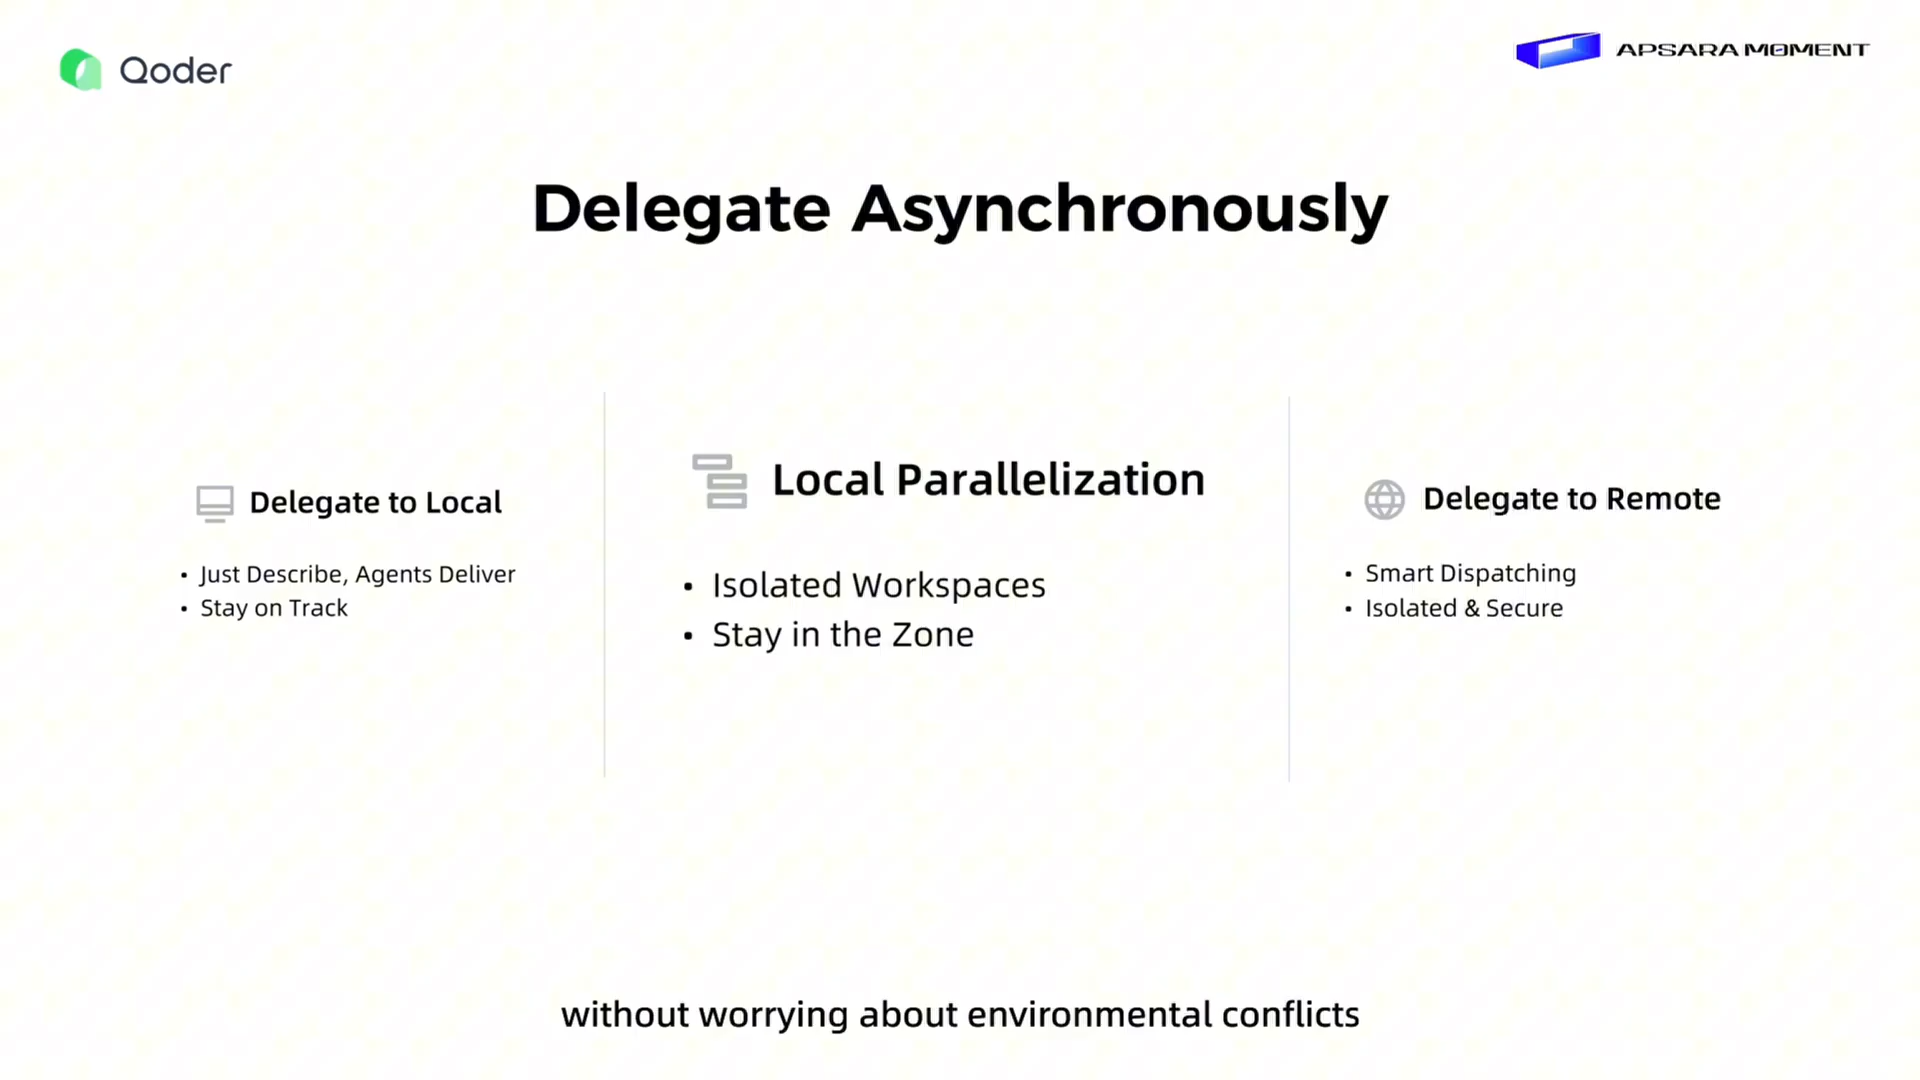 Qoder
APSARA MOMENT
Delegate Asynchronously
Delegate to Local
• Just Describe, Agents Deliver
• Stay on Track
Local Parallelization
• Isolated Workspaces
• Stay in the Zone
Delegate to Remote
• Smart Dispatching
• Isolated & Secure
without worrying about environmental conflicts